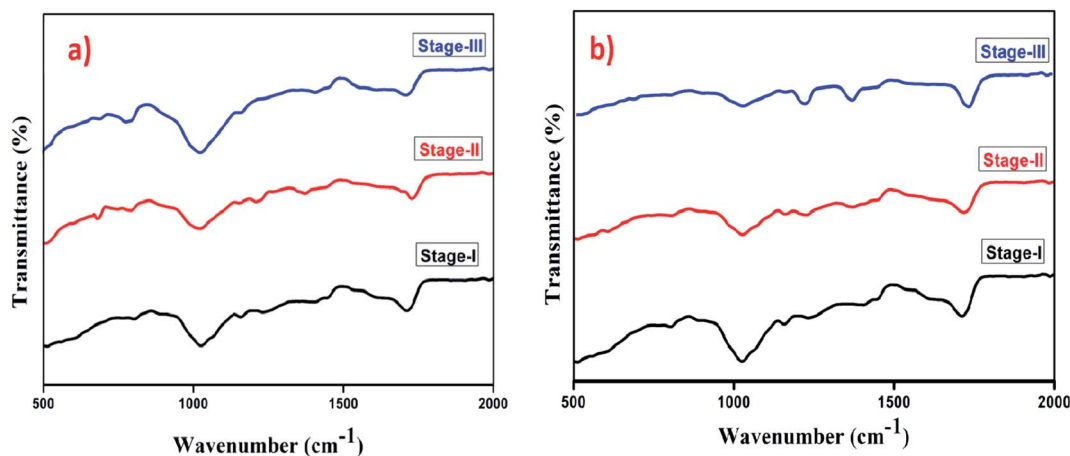 a)
Stage-III
Stage-II
Stage-I
Transmittance (%)
500 1000 1500 2000
Wavenumber (cm⁻¹)
b)
Stage-III
Stage-II
Stage-I
Transmittance (%)
500 1000 1500 2000
Wavenumber (cm⁻¹)